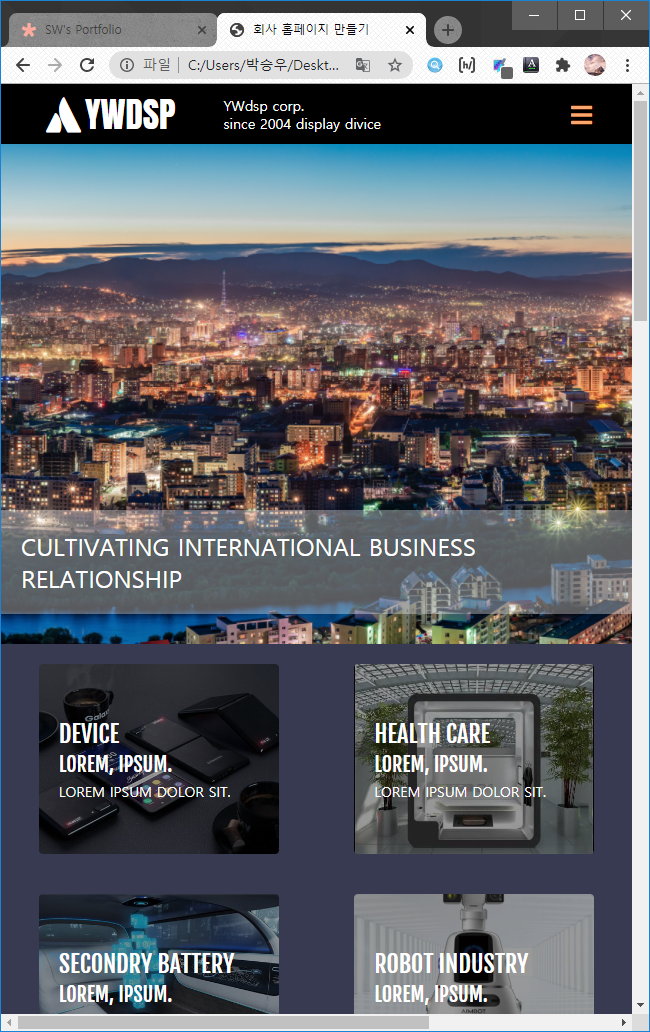 SW's Portfolio
회사 홈페이지 만들기
파일
C:/Users/박승우/Deskt...
YWDSP
YWdsp corp.
since 2004 display divice
CULTIVATING INTERNATIONAL BUSINESS
RELATIONSHIP
DEVICE
LOREM, IPSUM.
LOREM IPSUM DOLOR SIT.
HEALTH CARE
LOREM, IPSUM.
LOREM IPSUM DOLOR SIT.
SECONDRY BATTERY
LOREM, IPSUM.
ROBOT INDUSTRY
LOREM, IPSUM.
AIMBOT